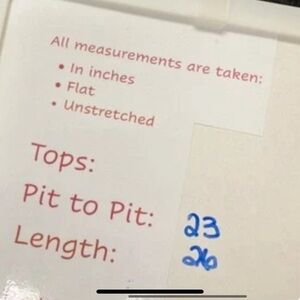 All measurements are taken:
• In inches
• Flat
• Unstretched
Tops:
Pit to Pit: 23
Length: 26